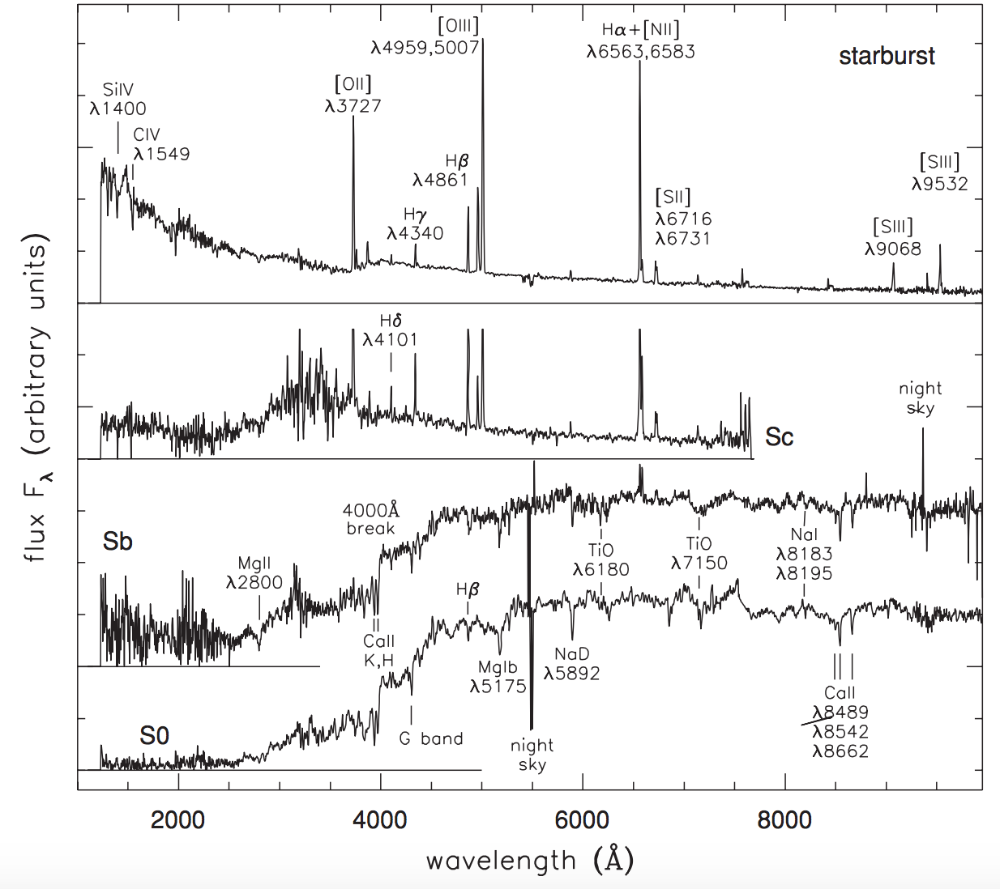 [OIII]
λ4959,5007
Hα+[NII]
λ6563,6583
starburst
SiIV
λ1400
[OII]
λ3727
CIV
λ1549
Hβ
λ4861
[SIII]
λ9532
Hγ
λ4340
[SII]
λ6716
λ6731
[SIII]
λ9068
Hδ
λ4101
night
sky
Sc
4000Å
break
Sb
MgII
λ2800
TiO
λ6180
TiO
λ7150
NaI
λ8183
λ8195
Hβ
CaII
K,H
MgIb
λ5175
NaD
λ5892
CaII
λ8489
λ8542
λ8662
S0
G band
night
sky
2000
4000
6000
8000
wavelength (Å)
flux Fλ (arbitrary units)